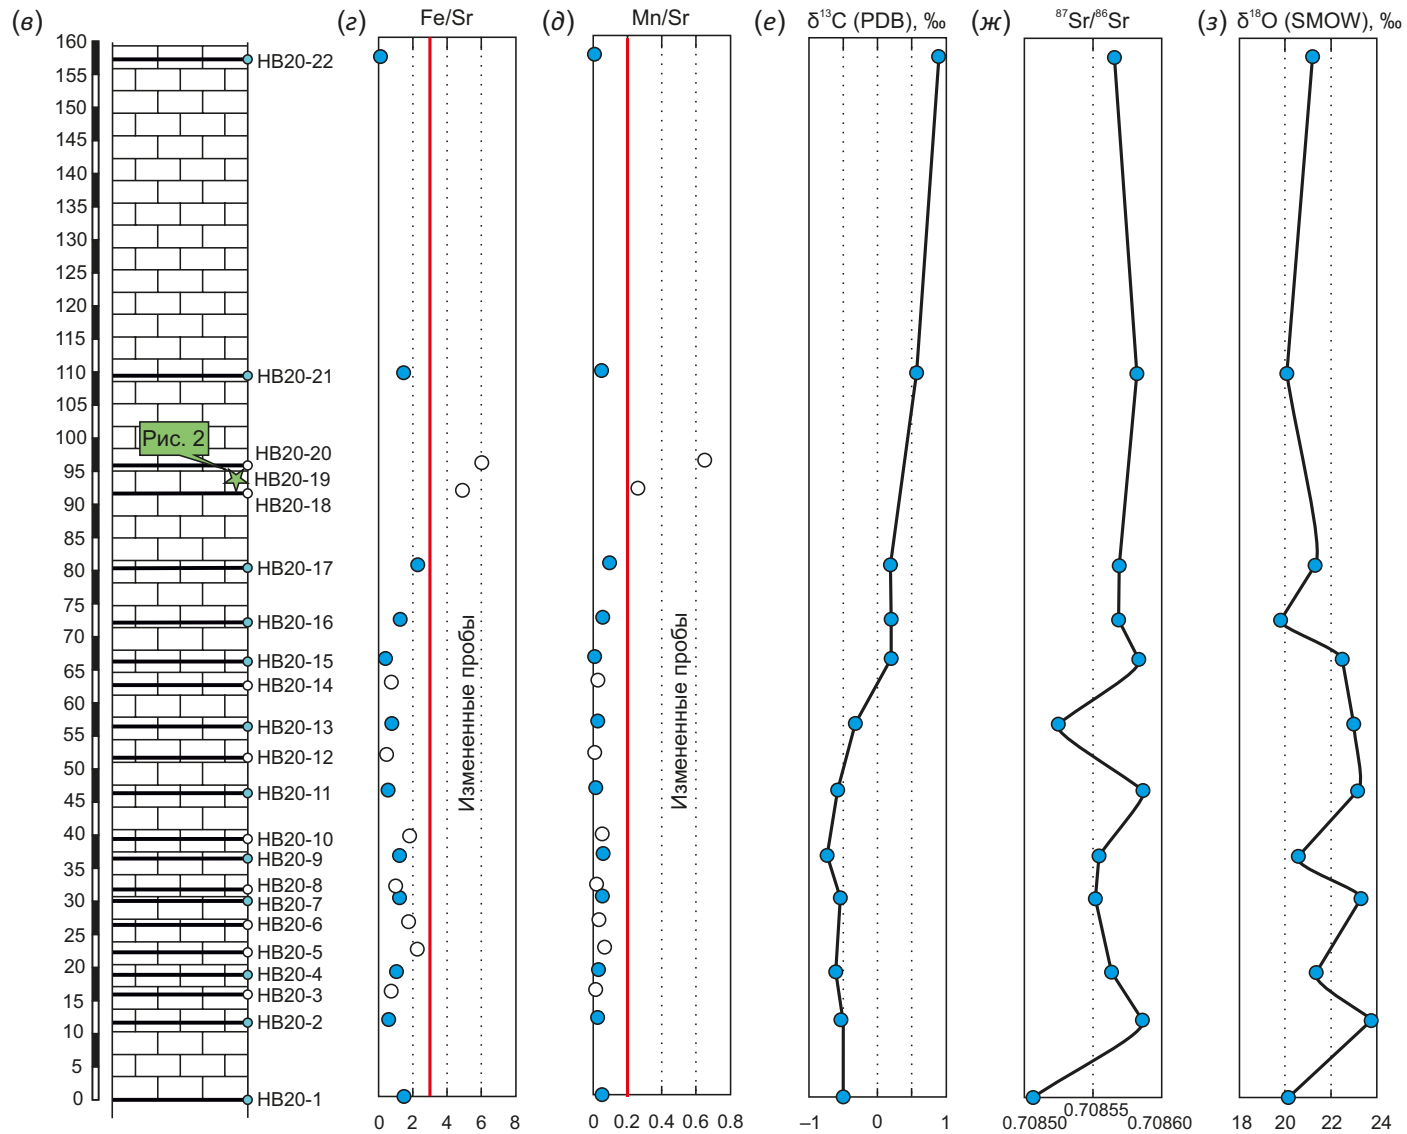 (в)
(г) Fe/Sr
(д) Mn/Sr
(е) δ¹³C (PDB), ‰
(ж) ⁸⁷Sr/⁸⁶Sr
(з) δ¹⁸O (SMOW), ‰
160
155
150
145
140
135
130
125
120
115
110
105
100
95
90
85
80
75
70
65
60
55
50
45
40
35
30
25
20
15
10
5
0
HB20-22
HB20-21
Рис. 2
HB20-20
HB20-19
HB20-18
HB20-17
HB20-16
HB20-15
HB20-14
HB20-13
HB20-12
HB20-11
HB20-10
HB20-9
HB20-8
HB20-7
HB20-6
HB20-5
HB20-4
HB20-3
HB20-2
HB20-1
Измененные пробы
Измененные пробы
0 2 4 6 8
0 0.2 0.4 0.6 0.8
–1 0 1
0.70850 0.70855 0.70860
18 20 22 24